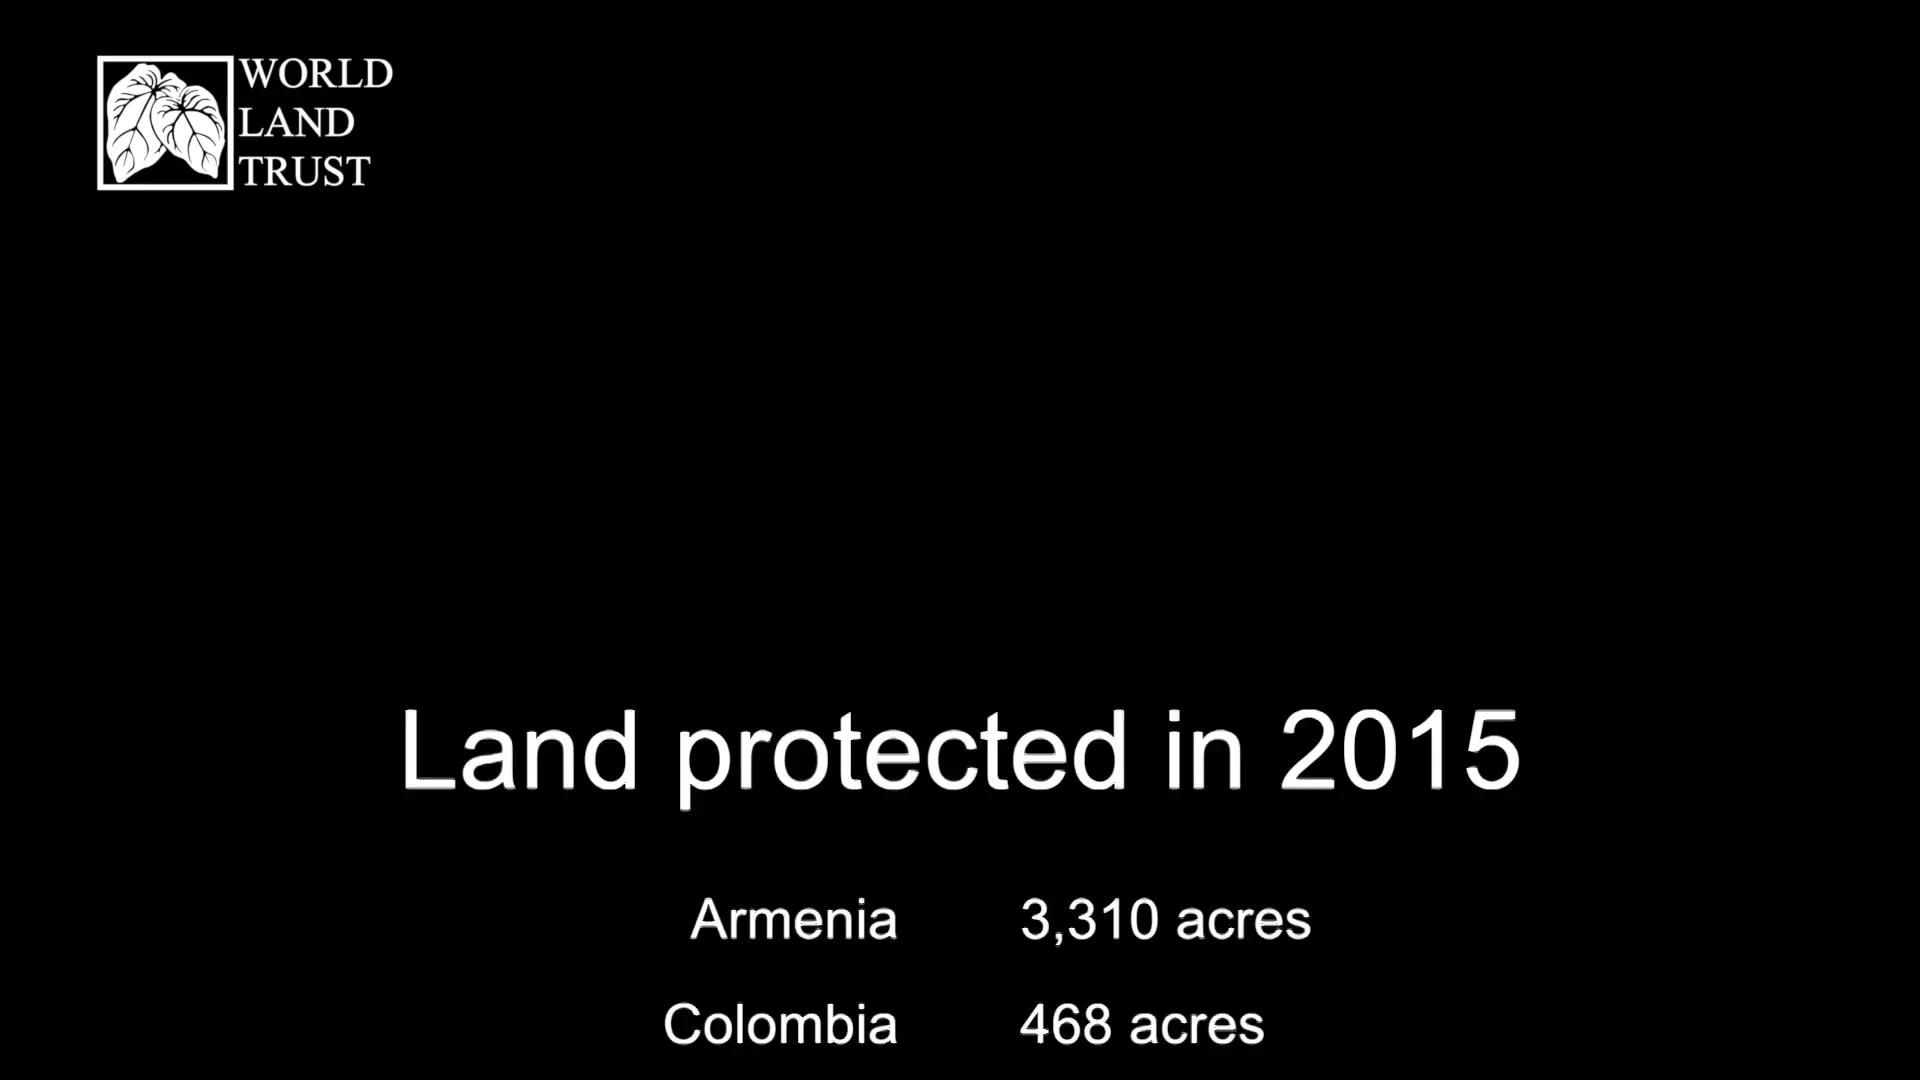 WORLD
LAND
TRUST
Land protected in 2015
Armenia 3,310 acres
Colombia 468 acres